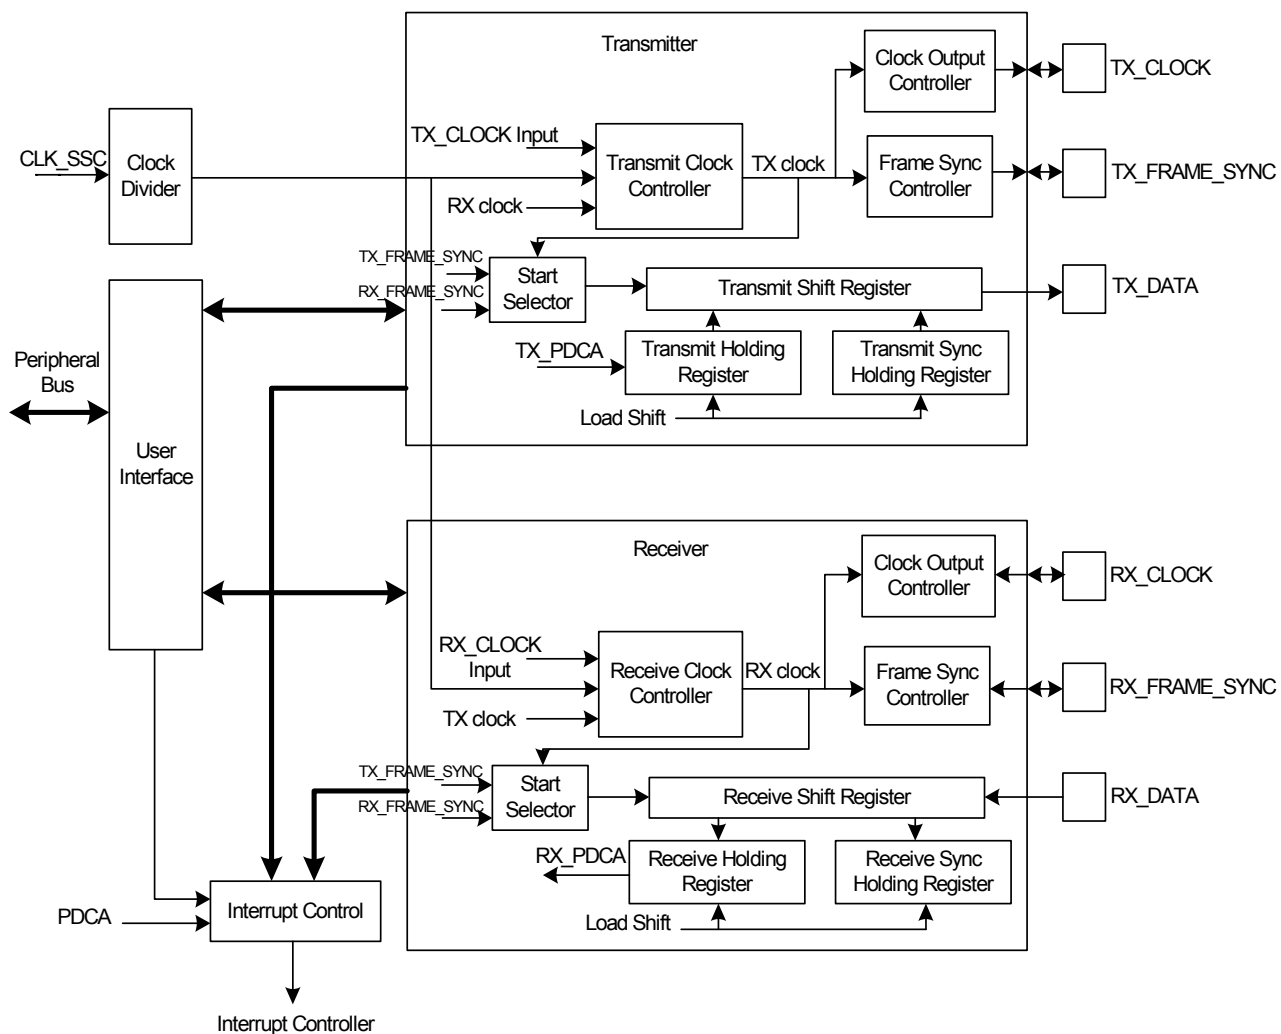 Transmitter
Clock Output
Controller
TX_CLOCK
CLK_SSC
Clock
Divider
TX_CLOCK Input
Transmit Clock
Controller
TX clock
Frame Sync
Controller
TX_FRAME_SYNC
RX clock
TX_FRAME_SYNC
RX_FRAME_SYNC
Start
Selector
Transmit Shift Register
TX_DATA
TX_PDCA
Transmit Holding
Register
Transmit Sync
Holding Register
Load Shift
Peripheral
Bus
User
Interface
Receiver
Clock Output
Controller
RX_CLOCK
RX_CLOCK
Input
Receive Clock
Controller
RX clock
Frame Sync
Controller
RX_FRAME_SYNC
TX clock
TX_FRAME_SYNC
RX_FRAME_SYNC
Start
Selector
Receive Shift Register
RX_DATA
RX_PDCA
Receive Holding
Register
Receive Sync
Holding Register
Load Shift
PDCA
Interrupt Control
Interrupt Controller